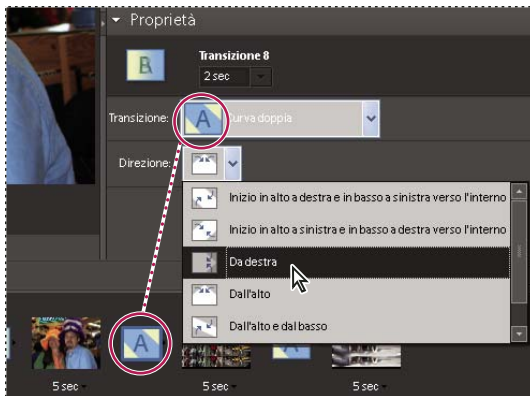 Proprietà
B
Transizione 8
2 sec
Transizione:
A
Curva doppia
Direzione:
Inizio in alto a destra e in basso a sinistra verso l'interno
Inizio in alto a sinistra e in basso a destra verso l'interno
Da destra
Dall'alto
Dall'alto e dal basso
A
A
5 sec
5 sec
5 sec